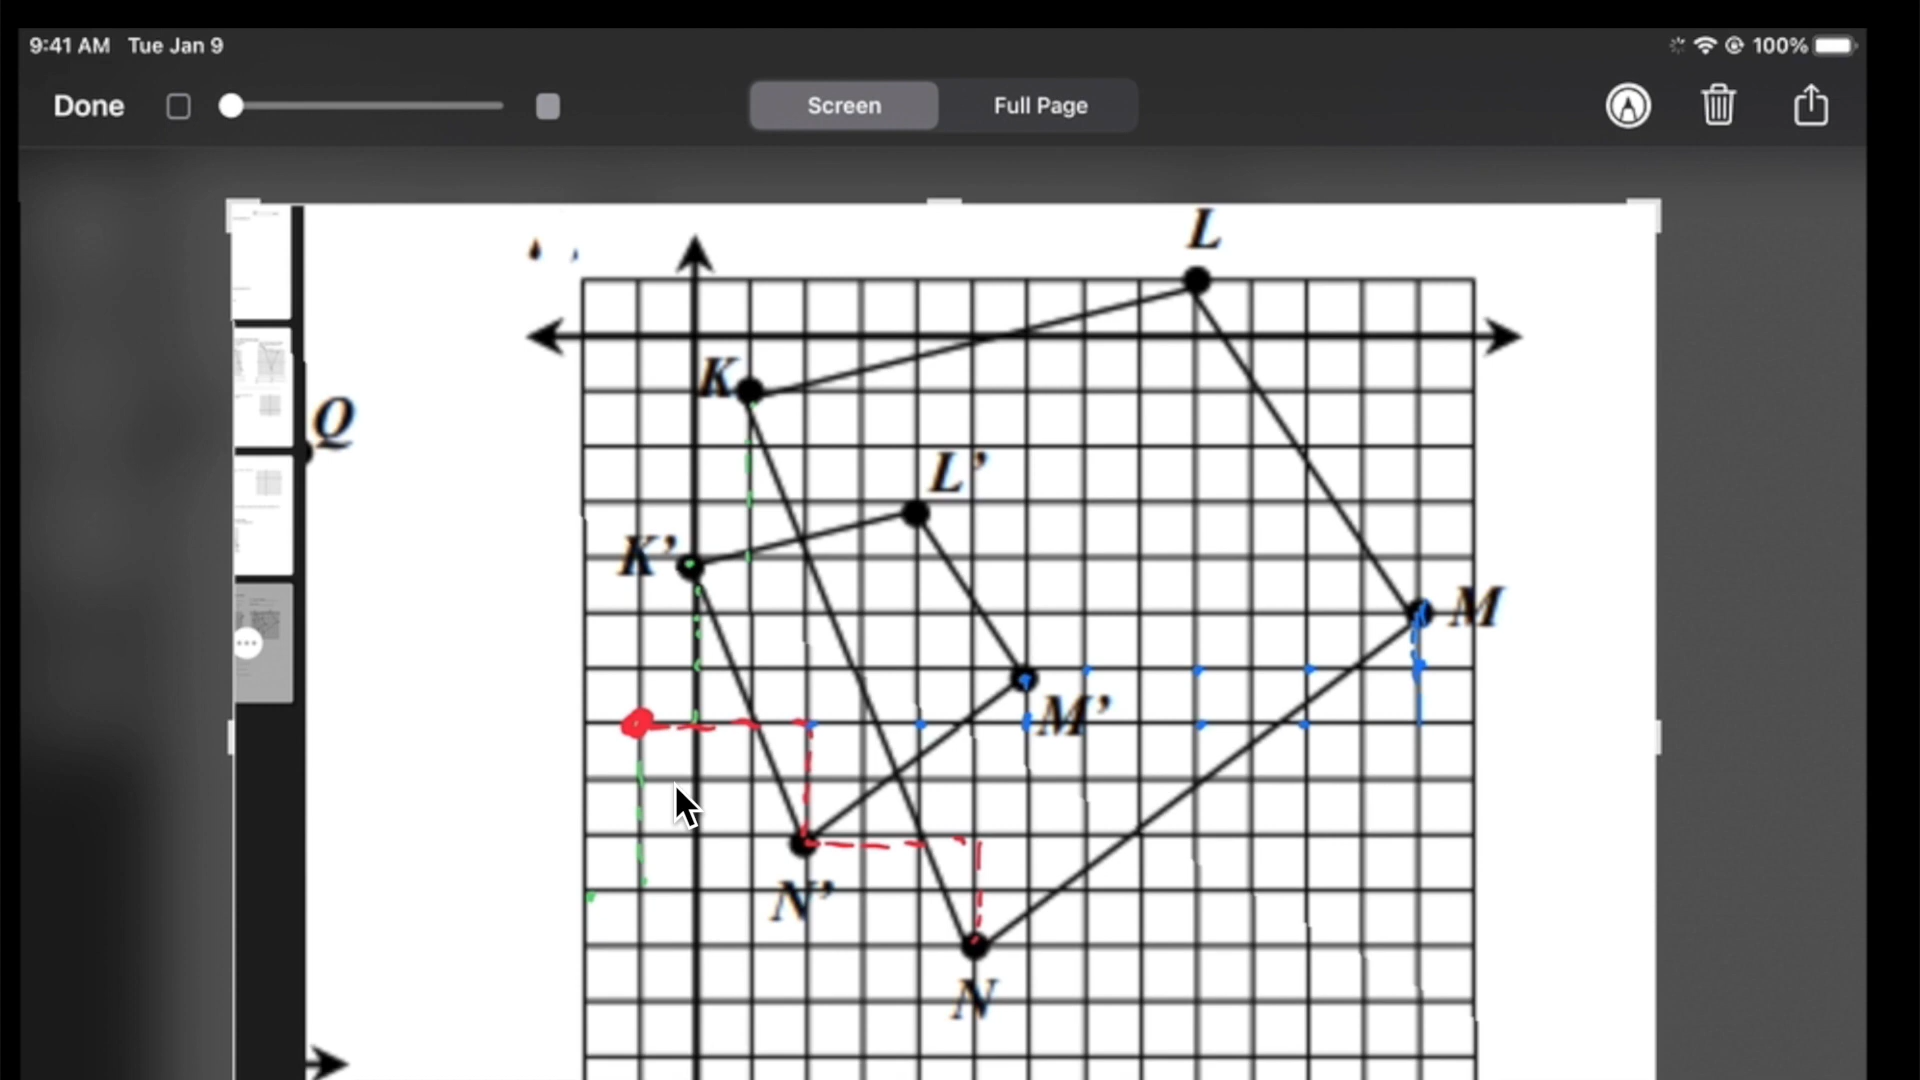 9:41 AM Tue Jan 9
100%
Done
Screen
Full Page
L
K
Q
L’
K’
M
M’
N’
N